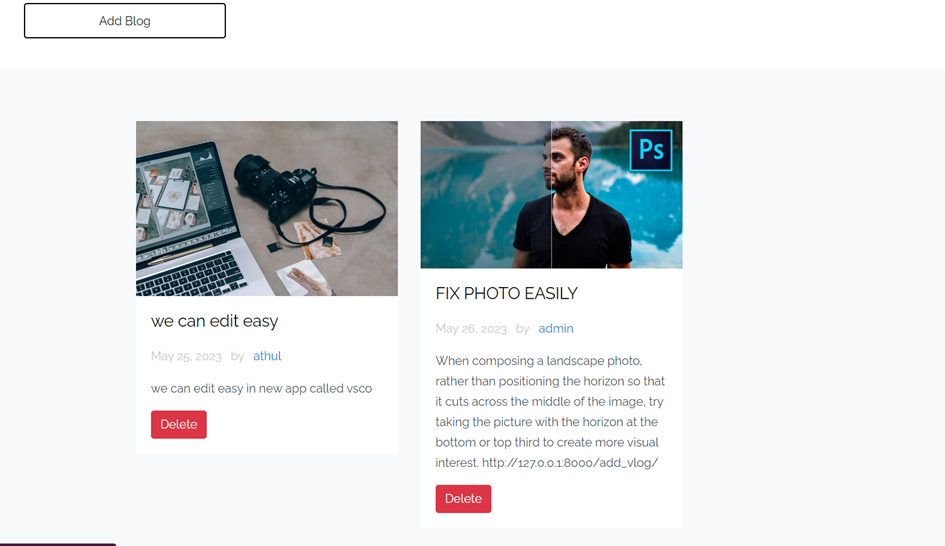 Add Blog
we can edit easy
May 25, 2023 by athul
we can edit easy in new app called vsco
Delete
Ps
FIX PHOTO EASILY
May 26, 2023 by admin
When composing a landscape photo,
rather than positioning the horizon so that
it cuts across the middle of the image, try
taking the picture with the horizon at the
bottom or top third to create more visual
interest. http://127.0.0.1:8000/add_vlog/
Delete